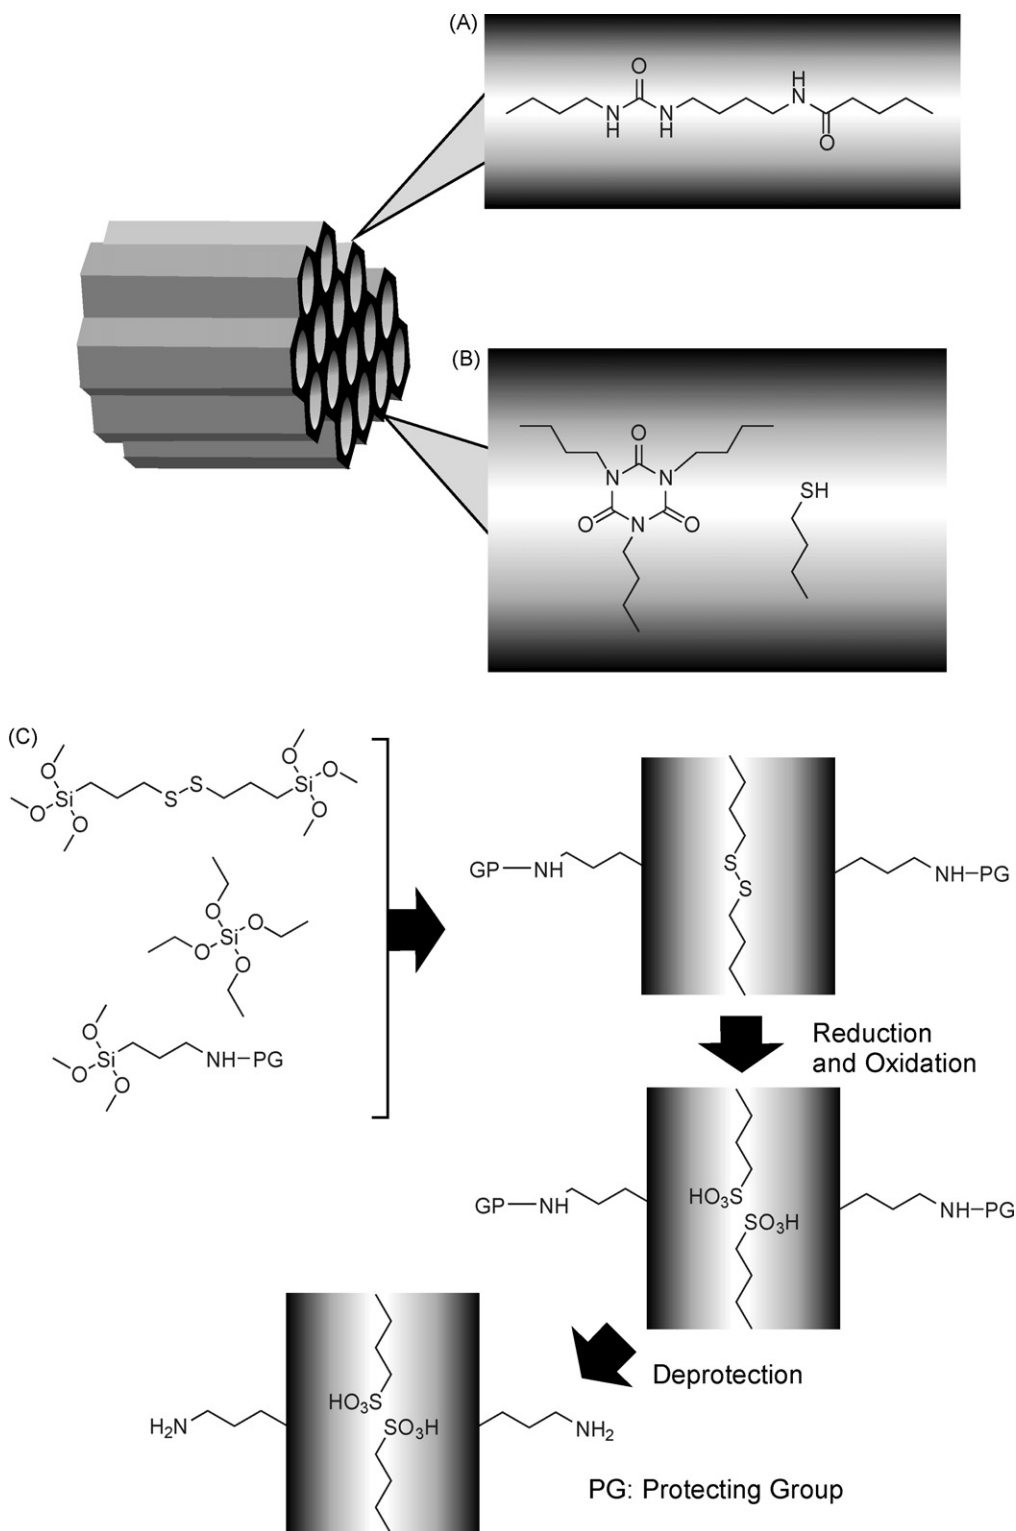 (A)
O
H
N
N
H
N
H
O
(B)
O
N
N
O
N
O
SH
(C)
O
O
Si
O
S
S
O
Si
O
O
O
O
Si
O
O
O
O
Si
O
NH–PG
GP—NH
S
S
NH–PG
Reduction
and Oxidation
GP—NH
HO3S
SO3H
NH–PG
Deprotection
H2N
HO3S
SO3H
NH2
PG: Protecting Group